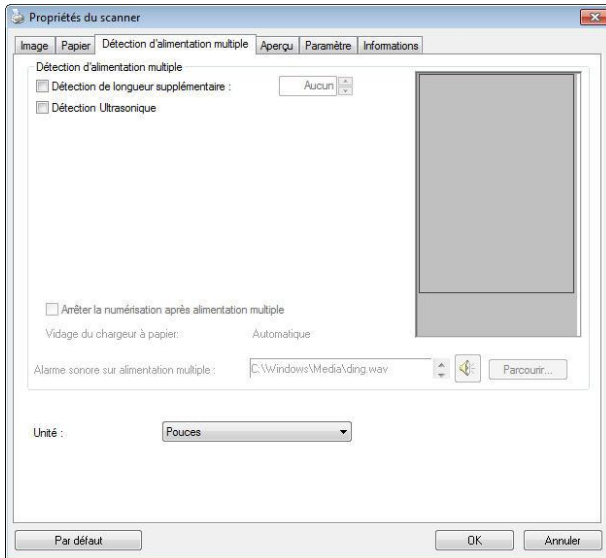 Propriétés du scanner
Image Papier Détection d'alimentation multiple Aperçu Paramètre Informations
Détection d'alimentation multiple
Détection de longueur supplémentaire : Aucun
Détection Ultrasonique
Arrêter la numérisation après alimentation multiple
Vidage du chargeur à papier: Automatique
Alarme sonore sur alimentation multiple : C:\Windows\Media\ding.wav Parcourir...
Unité : Pouces
Par défaut OK Annuler